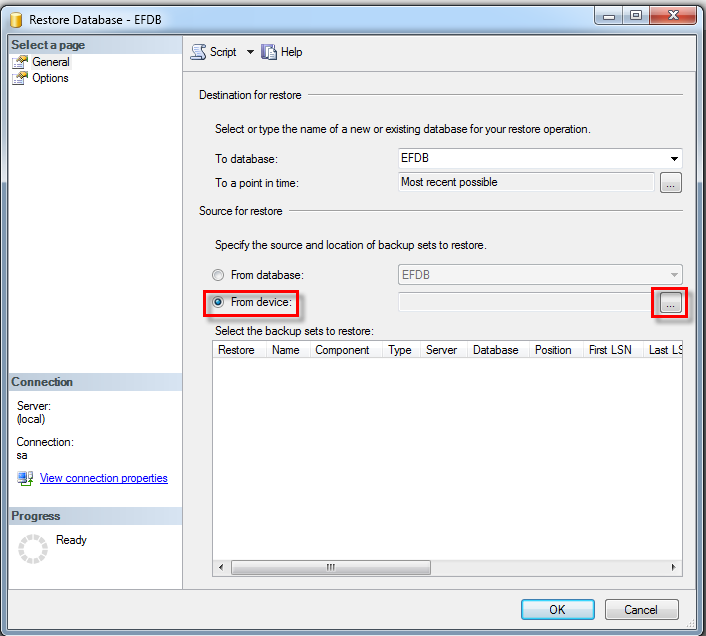 Restore Database - EFDB
Select a page
General
Options
Script
Help
Destination for restore
Select or type the name of a new or existing database for your restore operation.
To database:
EFDB
To a point in time:
Most recent possible
...
Source for restore
Specify the source and location of backup sets to restore.
From database:
EFDB
From device:
...
Select the backup sets to restore:
Restore Name Component Type Server Database Position First LSN Last LS
Connection
Server:
(local)
Connection:
sa
View connection properties
Progress
Ready
OK
Cancel